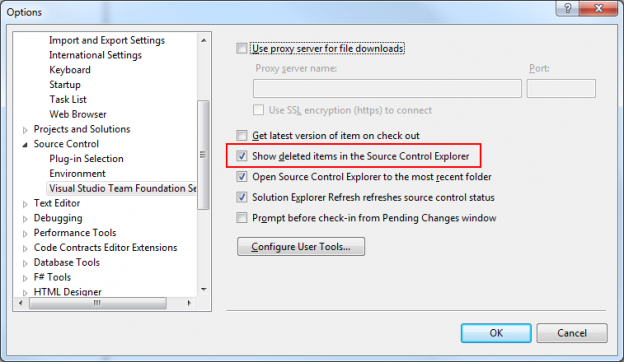 Options
Import and Export Settings
International Settings
Keyboard
Startup
Task List
Web Browser
Projects and Solutions
Source Control
Plug-in Selection
Environment
Visual Studio Team Foundation Se
Text Editor
Debugging
Performance Tools
Code Contracts Editor Extensions
Database Tools
F# Tools
HTML Designer
Use proxy server for file downloads
Proxy server name:
Port:
Use SSL encryption (https) to connect
Get latest version of item on check out
Show deleted items in the Source Control Explorer
Open Source Control Explorer to the most recent folder
Solution Explorer Refresh refreshes source control status
Prompt before check-in from Pending Changes window
Configure User Tools...
OK
Cancel